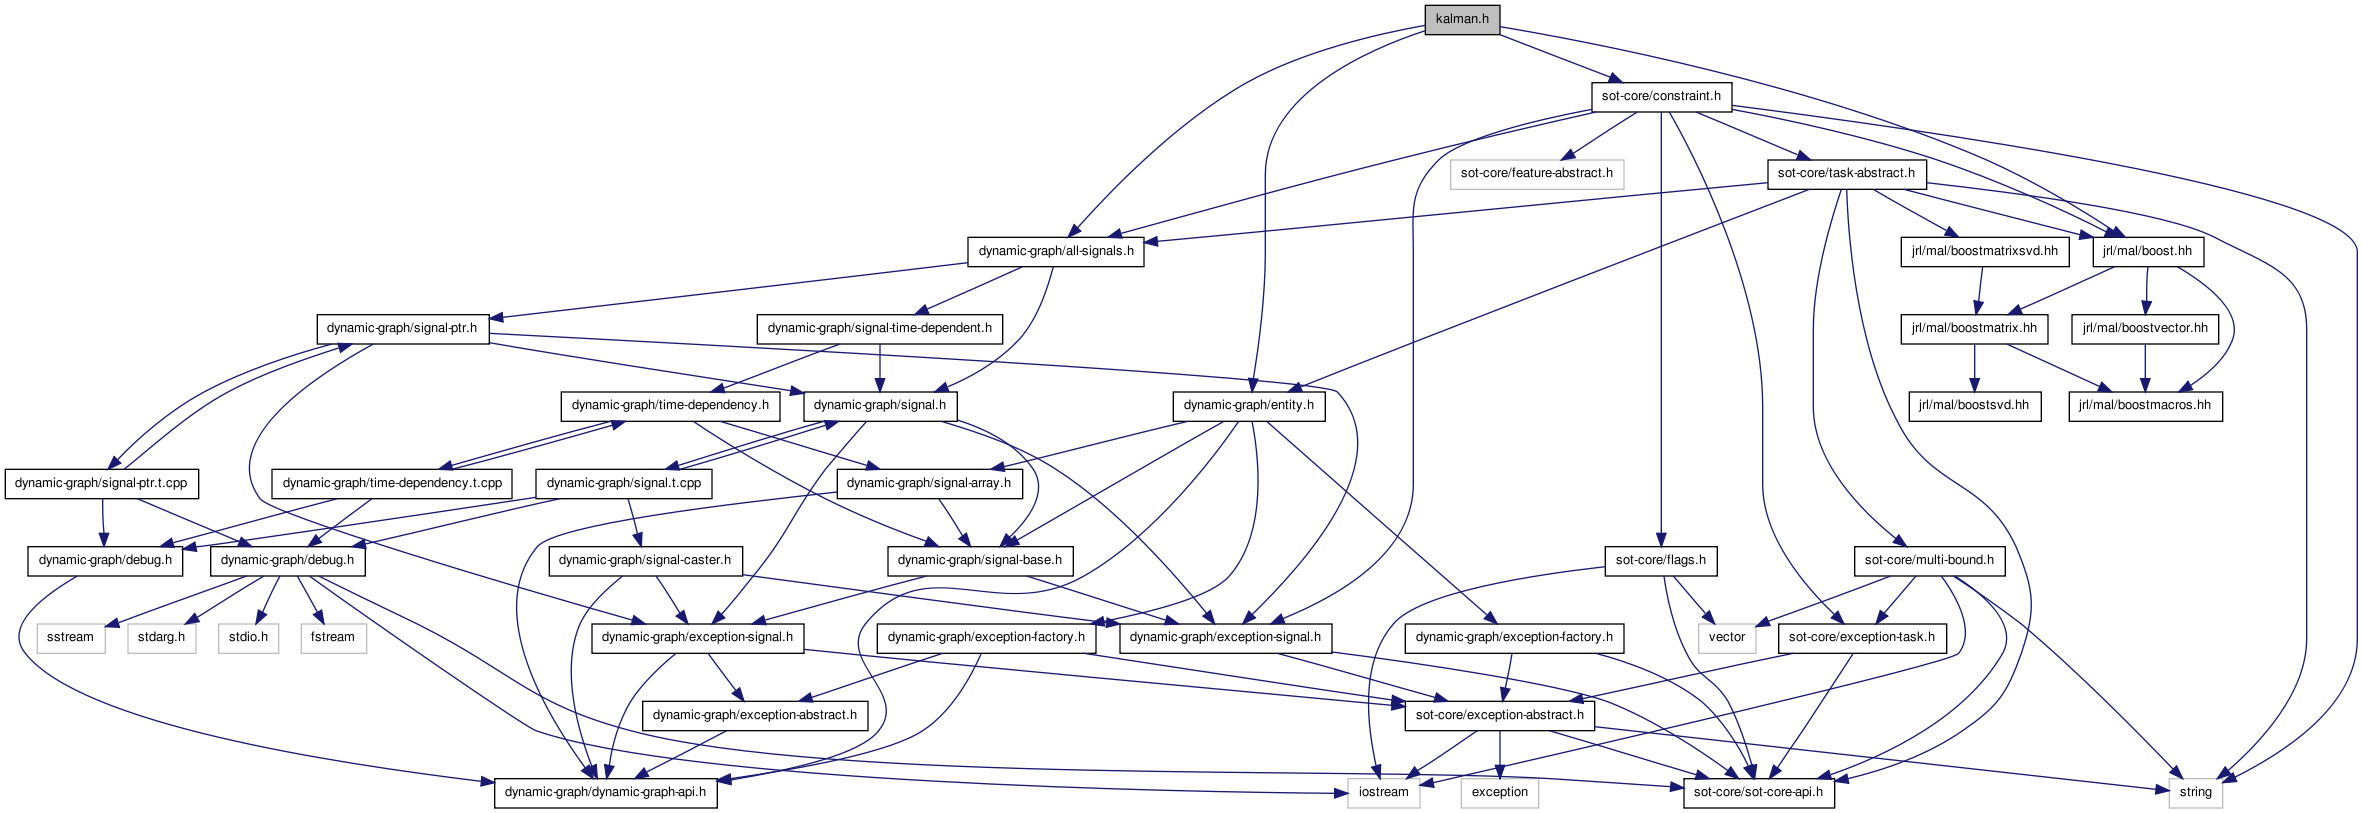 kalman.h
sot-core/constraint.h
sot-core/feature-abstract.h
sot-core/task-abstract.h
dynamic-graph/all-signals.h
jrl/mal/boostmatrixsvd.hh
jrl/mal/boost.hh
dynamic-graph/signal-ptr.h
dynamic-graph/signal-time-dependent.h
jrl/mal/boostmatrix.hh
jrl/mal/boostvector.hh
dynamic-graph/time-dependency.h
dynamic-graph/signal.h
dynamic-graph/entity.h
jrl/mal/boostsvd.hh
jrl/mal/boostmacros.hh
dynamic-graph/signal-ptr.t.cpp
dynamic-graph/time-dependency.t.cpp
dynamic-graph/signal.t.cpp
dynamic-graph/signal-array.h
dynamic-graph/debug.h
dynamic-graph/debug.h
dynamic-graph/signal-caster.h
dynamic-graph/signal-base.h
sot-core/flags.h
sot-core/multi-bound.h
sstream
stdarg.h
stdio.h
fstream
dynamic-graph/exception-signal.h
dynamic-graph/exception-factory.h
dynamic-graph/exception-signal.h
dynamic-graph/exception-factory.h
vector
sot-core/exception-task.h
dynamic-graph/exception-abstract.h
sot-core/exception-abstract.h
dynamic-graph/dynamic-graph-api.h
iostream
exception
sot-core/sot-core-api.h
string